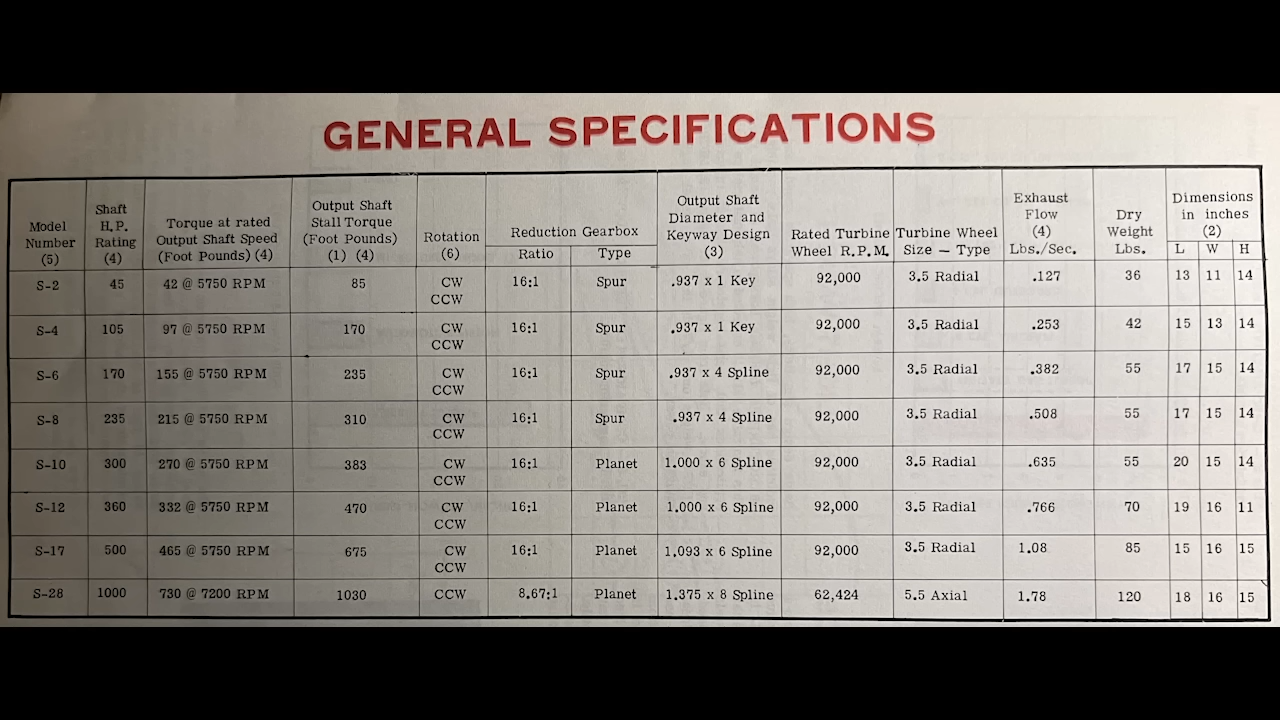 GENERAL SPECIFICATIONS
Model Number (5) Shaft H.P. Rating (4) Torque at rated Output Shaft Speed (Foot Pounds) (4) Output Shaft Stall Torque (Foot Pounds) (1) (4) Rotation (6) Reduction Gearbox Ratio Type Output Shaft Diameter and Keyway Design (3) Rated Turbine Wheel R.P.M. Turbine Wheel Size — Type Exhaust Flow (4) Lbs./Sec. Dry Weight Lbs. Dimensions in inches (2) L W H
S-2 45 42 @ 5750 RPM 85 CW 16:1 Spur .937 x 1 Key 92,000 3.5 Radial .127 36 13 11 14
CCW
S-4 105 97 @ 5750 RPM 170 CW 16:1 Spur .937 x 1 Key 92,000 3.5 Radial .253 42 15 13 14
CCW
S-6 170 155 @ 5750 RPM 235 CW 16:1 Spur .937 x 4 Spline 92,000 3.5 Radial .382 55 17 15 14
CCW
S-8 235 215 @ 5750 RPM 310 CW 16:1 Spur .937 x 4 Spline 92,000 3.5 Radial .508 55 17 15 14
CCW
S-10 300 270 @ 5750 RPM 383 CW 16:1 Planet 1.000 x 6 Spline 92,000 3.5 Radial .635 55 20 15 14
CCW
S-12 360 332 @ 5750 RPM 470 CW 16:1 Planet 1.000 x 6 Spline 92,000 3.5 Radial .766 70 19 16 11
CCW
S-17 500 465 @ 5750 RPM 675 CW 16:1 Planet 1.093 x 6 Spline 92,000 3.5 Radial 1.08 85 15 16 15
CCW
S-28 1000 730 @ 7200 RPM 1030 CCW 8.67:1 Planet 1.375 x 8 Spline 62,424 5.5 Axial 1.78 120 18 16 15